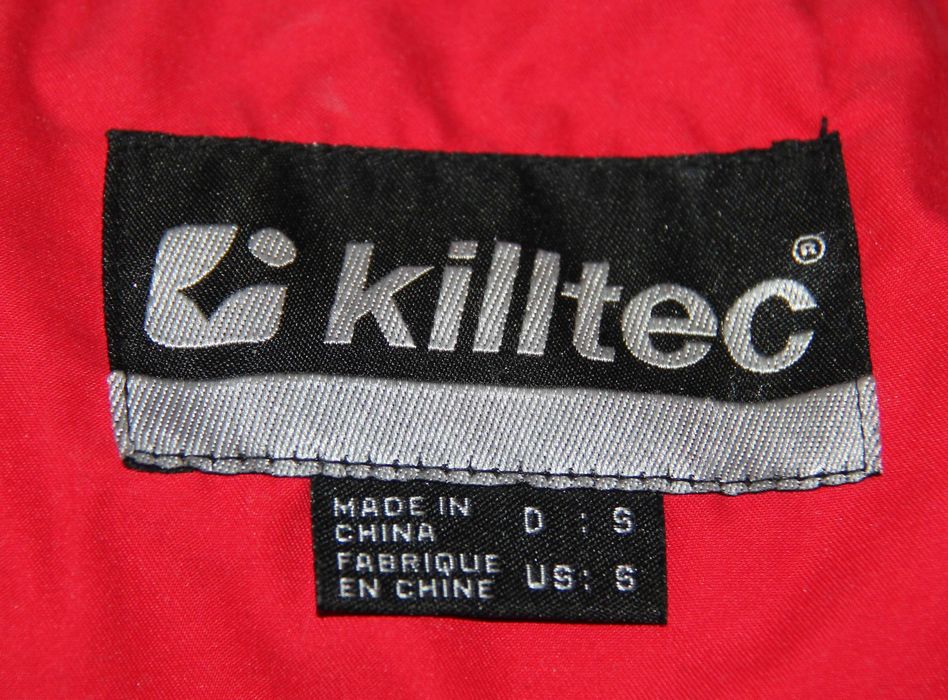 killtec®
MADE IN
CHINA
FABRIQUE
EN CHINE
D : S
US: S